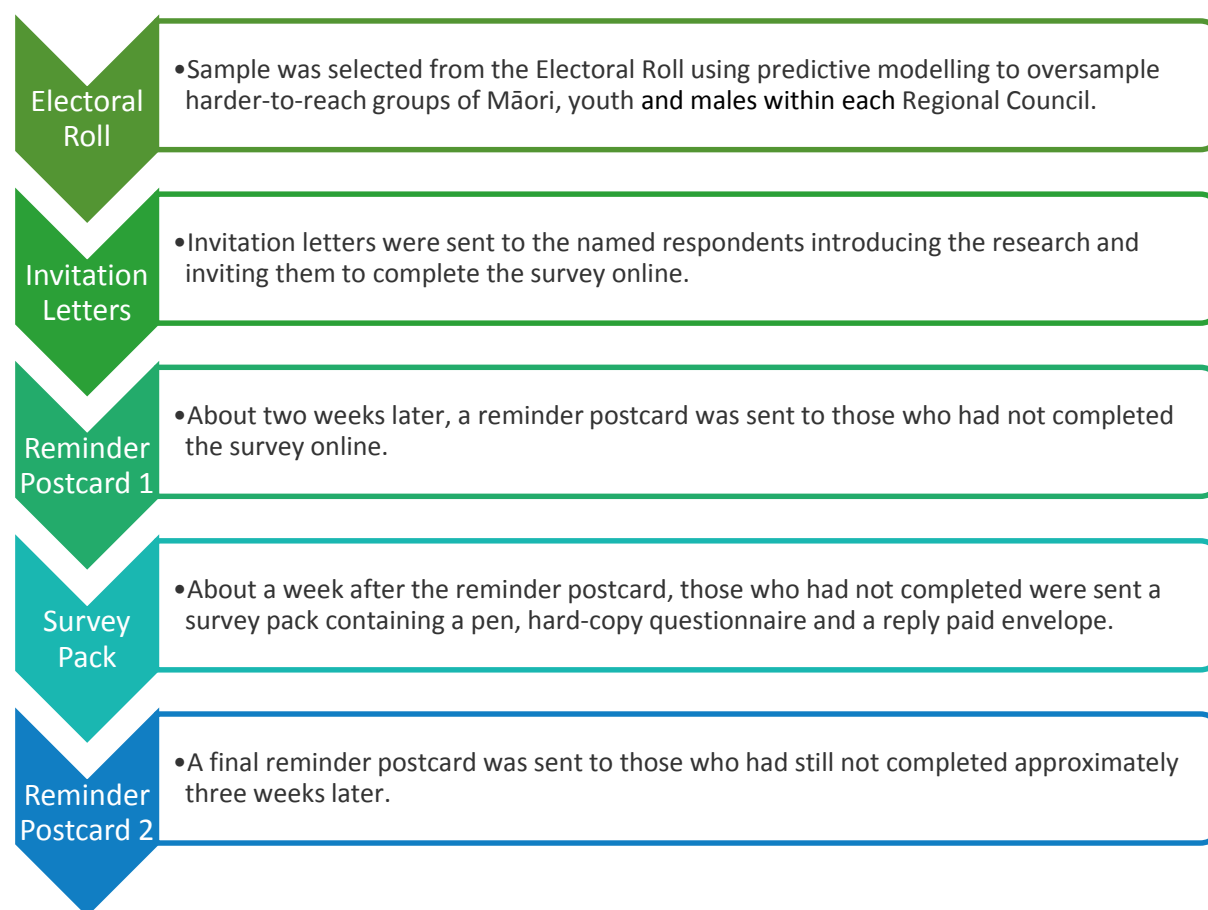 Electoral
Roll
•Sample was selected from the Electoral Roll using predictive modelling to oversample
harder-to-reach groups of Māori, youth and males within each Regional Council.
Invitation
Letters
•Invitation letters were sent to the named respondents introducing the research and
inviting them to complete the survey online.
Reminder
Postcard 1
•About two weeks later, a reminder postcard was sent to those who had not completed
the survey online.
Survey
Pack
•About a week after the reminder postcard, those who had not completed were sent a
survey pack containing a pen, hard-copy questionnaire and a reply paid envelope.
Reminder
Postcard 2
•A final reminder postcard was sent to those who had still not completed approximately
three weeks later.